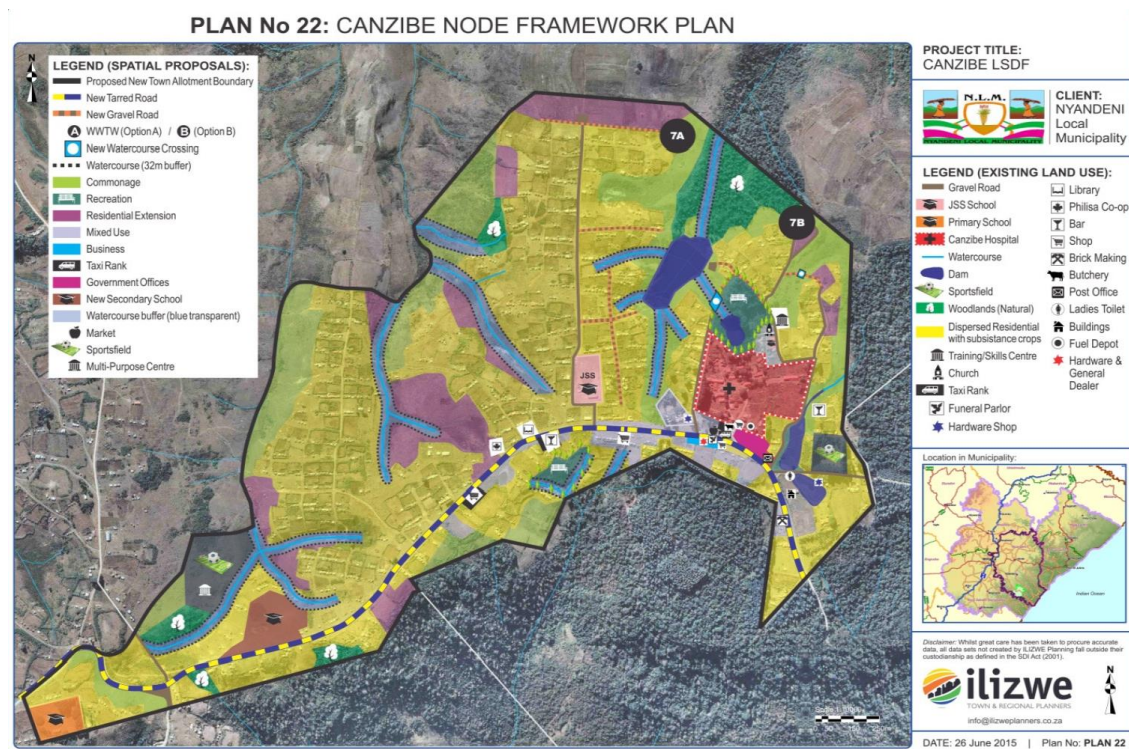 PLAN No 22: CANZIBE NODE FRAMEWORK PLAN
N
LEGEND (SPATIAL PROPOSALS):
Proposed New Town Allotment Boundary
New Tarred Road
New Gravel Road
A WWTW (Option A) / B (Option B)
New Watercourse Crossing
Watercourse (32m buffer)
Commonage
Recreation
Residential Extension
Mixed Use
Business
Taxi Rank
Government Offices
New Secondary School
Watercourse buffer (blue transparent)
Market
Sportsfield
Multi-Purpose Centre
7A
7B
JSS
PROJECT TITLE:
CANZIBE LSDF
N.L.M.
NYANDENI LOCAL MUNICIPALITY
CLIENT:
NYANDENI
Local
Municipality
LEGEND (EXISTING LAND USE):
Gravel Road
JSS School
Primary School
Canzibe Hospital
Watercourse
Dam
Sportsfield
Woodlands (Natural)
Dispersed Residential
with subsistance crops
Training/Skills Centre
Church
Taxi Rank
Funeral Parlor
Hardware Shop
Library
Philisa Co-op
Bar
Shop
Brick Making
Butchery
Post Office
Ladies Toilet
Buildings
Fuel Depot
Hardware &
General
Dealer
Location in Municipality:
Indian Ocean
Disclaimer: Whilst great care has been taken to procure accurate
data, all data sets not created by ILIZWE Planning fall outside their
custodianship as defined in the SDI Act (2001).
ilizwe
TOWN & REGIONAL PLANNERS
info@ilizweplanners.co.za
N
DATE: 26 June 2015 | Plan No: PLAN 22